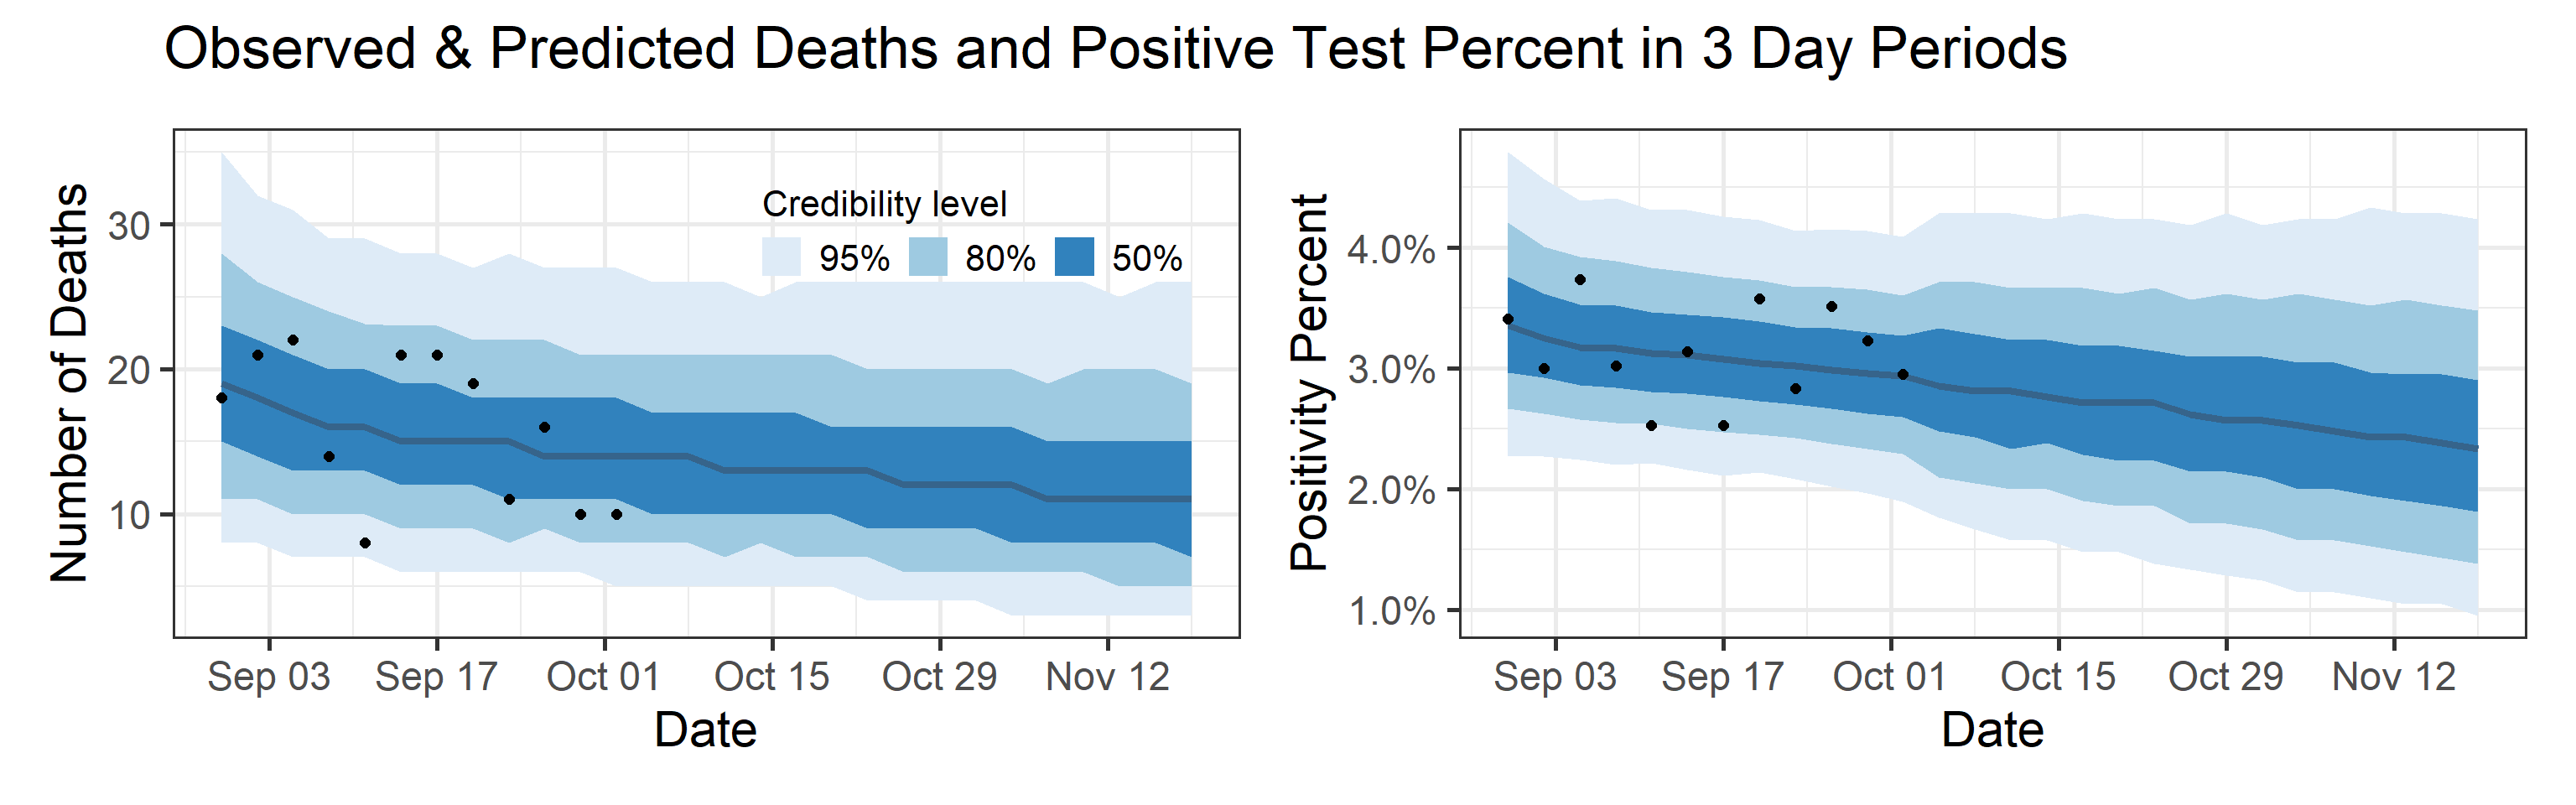 Observed & Predicted Deaths and Positive Test Percent in 3 Day Periods
Number of Deaths
30
20
10
Credibility level
95% 80% 50%
Sep 03 Sep 17 Oct 01 Oct 15 Oct 29 Nov 12
Date
Positivity Percent
4.0%
3.0%
2.0%
1.0%
Sep 03 Sep 17 Oct 01 Oct 15 Oct 29 Nov 12
Date